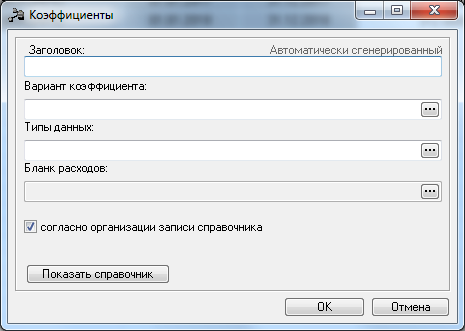 Коэффициенты
Заголовок: Автоматически сгенерированный
Вариант коэффициента:
Типы данных:
Бланк расходов:
согласно организации записи справочника
Показать справочник
OK Отмена